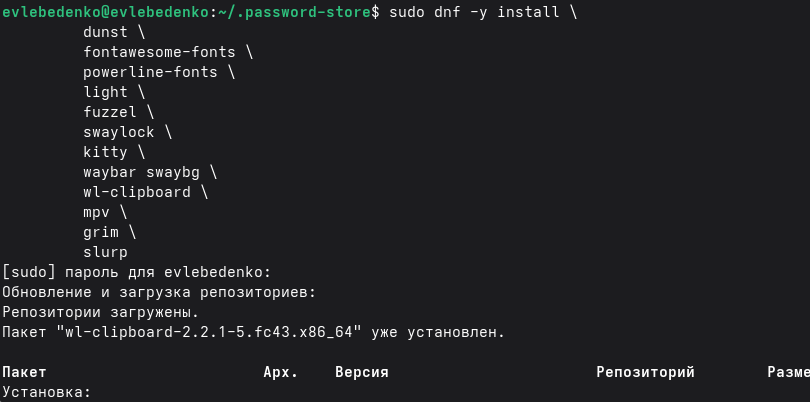 evlebedenko@evlebedenko:~/.password-store$ sudo dnf -y install \
dunst \
fontawesome-fonts \
powerline-fonts \
light \
fuzzel \
swaylock \
kitty \
waybar swaybg \
wl-clipboard \
mpv \
grim \
slurp
[sudo] пароль для evlebedenko:
Обновление и загрузка репозиториев:
Репозитории загружены.
Пакет "wl-clipboard-2.2.1-5.fc43.x86_64" уже установлен.
Пакет Арх. Версия Репозиторий Разме
Установка: